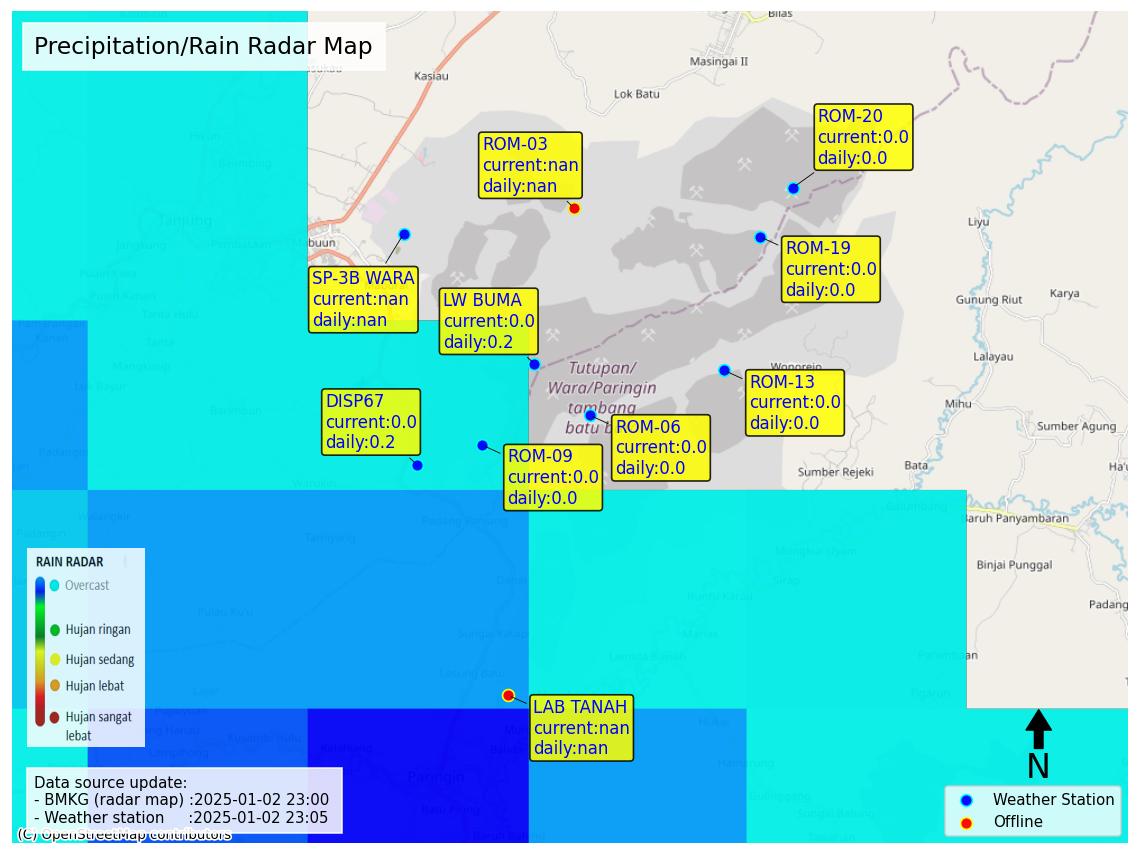 Precipitation/Rain Radar Map
Bilas
Masingai II
Kasiau
Lok Batu
ROM-20
current:0.0
daily:0.0
ROM-03
current:nan
daily:nan
Tanjung
Liyu
Mabuun
ROM-19
current:0.0
daily:0.0
SP-3B WARA
current:nan
daily:nan
LW BUMA
current:0.0
daily:0.2
Gunung Riut
Karya
Lalayau
Wonorejo
Tutupan/
Wara/Paringin
tambang
batu b
ROM-13
current:0.0
daily:0.0
DISP67
current:0.0
daily:0.2
Mihu
ROM-06
current:0.0
daily:0.0
Sumber Agung
ROM-09
current:0.0
daily:0.0
Sumber Rejeki
Bata
Ha'u
Warukin
Baruh Panyambaran
Binjai Punggal
Padang
RAIN RADAR
Overcast
Hujan ringan
Hujan sedang
Hujan lebat
Hujan sangat
lebat
LAB TANAH
current:nan
daily:nan
Paringin
N
Data source update:
- BMKG (radar map) :2025-01-02 23:00
- Weather station :2025-01-02 23:05
Weather Station
Offline
(C) OpenStreetMap contributors